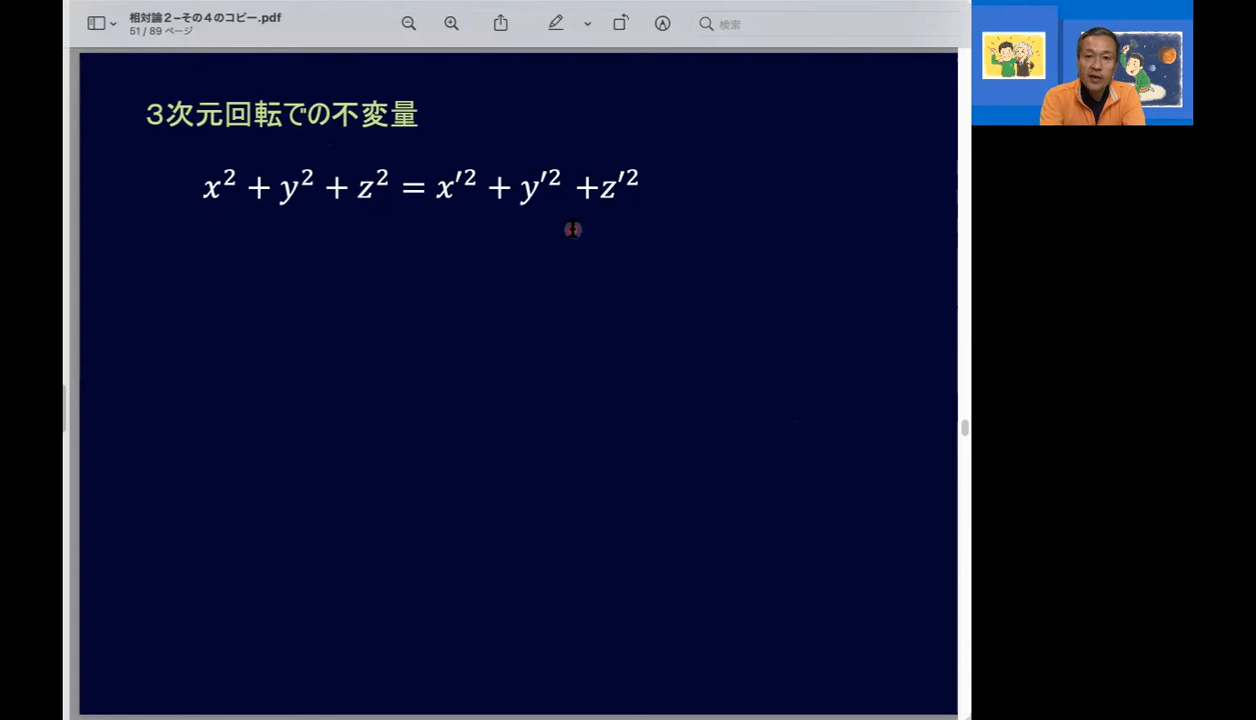 相対論２−その４のコピー.pdf
51 / 89 ページ
検索
３次元回転での不変量
x² + y² + z² = x′² + y′² +z′²